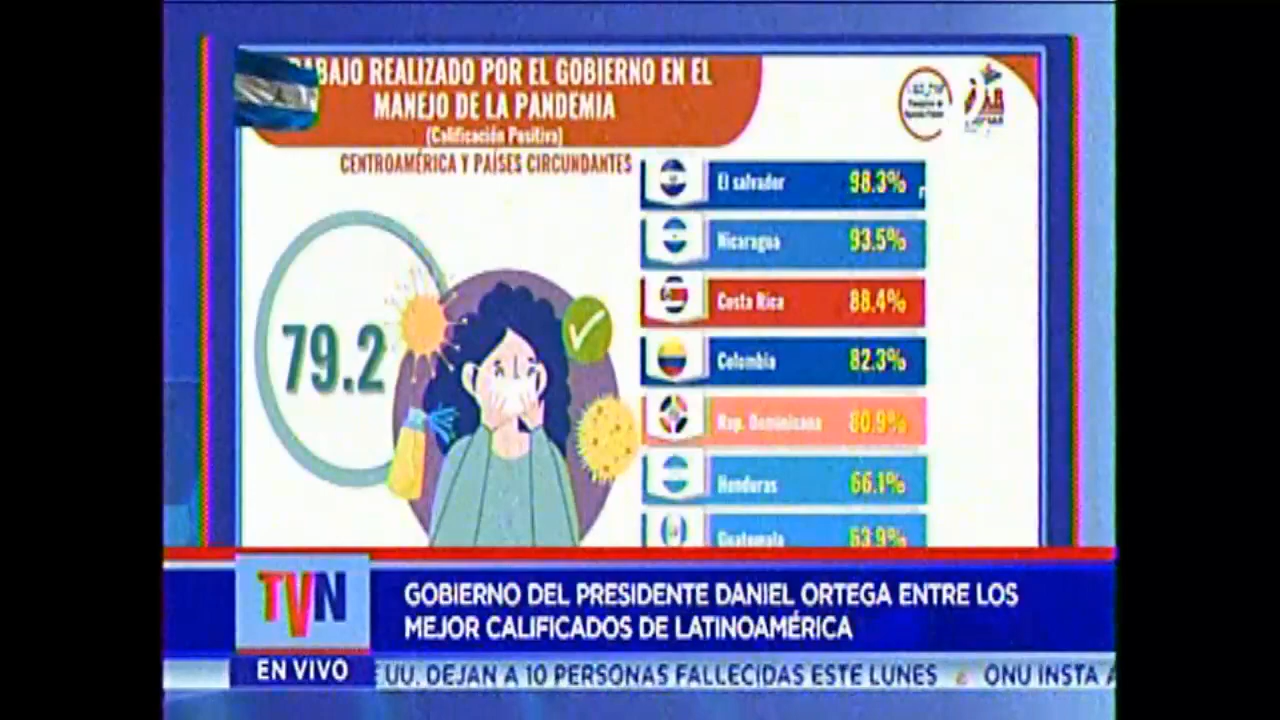 ABAJO REALIZADO POR EL GOBIERNO EN EL
MANEJO DE LA PANDEMIA
(Calificación Positiva)
CENTROAMÉRICA Y PAÍSES CIRCUNDANTES
79.2
El salvador 98.3%
Nicaragua 93.5%
Costa Rica 88.4%
Colombia 82.3%
Rep. Dominicana 80.9%
Honduras 66.1%
Guatemala 63.9%
TVN
GOBIERNO DEL PRESIDENTE DANIEL ORTEGA ENTRE LOS
MEJOR CALIFICADOS DE LATINOAMÉRICA
EN VIVO
UU. DEJAN A 10 PERSONAS FALLECIDAS ESTE LUNES ONU INSTA A